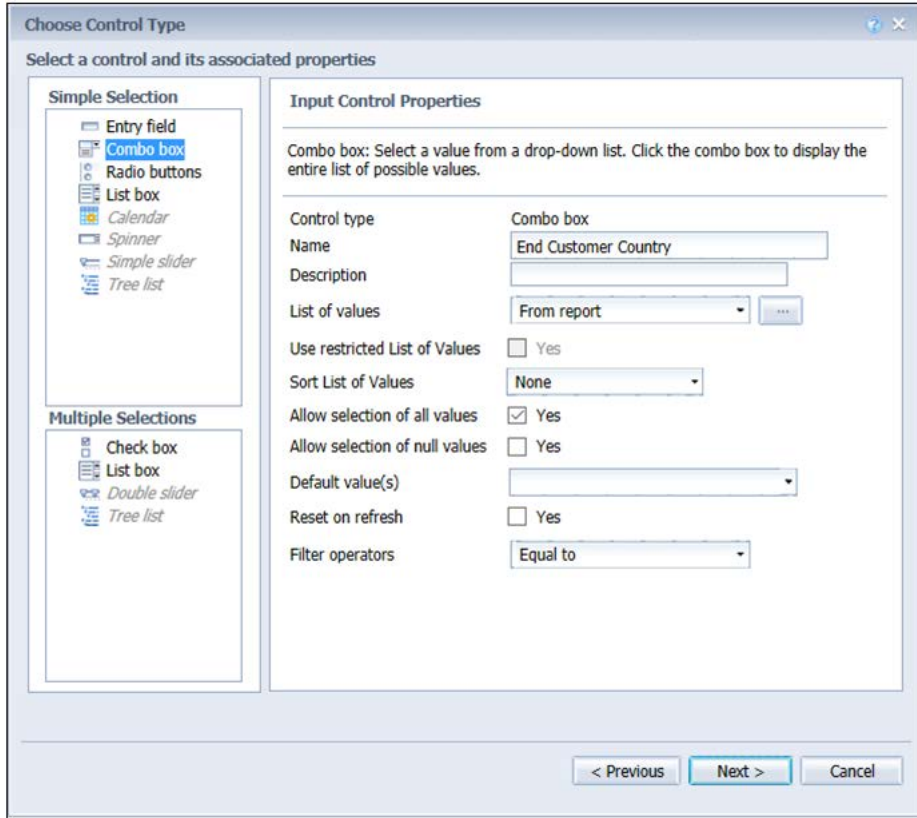 Choose Control Type
?
Select a control and its associated properties
Simple Selection
Entry field
Combo box
Radio buttons
List box
Calendar
Spinner
Simple slider
Tree list
Multiple Selections
Check box
List box
Double slider
Tree list
Input Control Properties
Combo box: Select a value from a drop-down list. Click the combo box to display the
entire list of possible values.
Control type Combo box
Name End Customer Country
Description
List of values From report ...
Use restricted List of Values Yes
Sort List of Values None
Allow selection of all values Yes
Allow selection of null values Yes
Default value(s)
Reset on refresh Yes
Filter operators Equal to
< Previous Next > Cancel